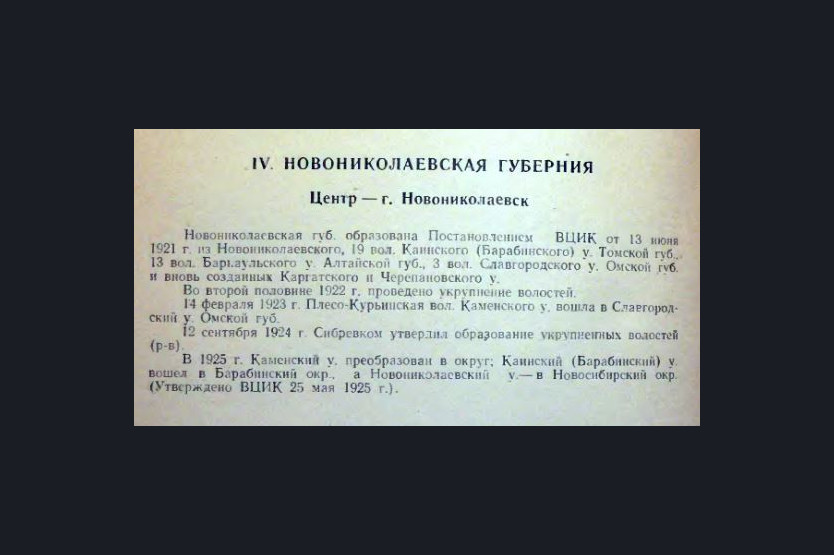 IV. НОВОНИКОЛАЕВСКАЯ ГУБЕРНИЯ
Центр — г. Новониколаевск
Новониколаевская губ. образована Постановлением ВЦИК от 13 июня
1921 г. из Новониколаевского, 19 вол. Каинского (Барабинского) у. Томской губ.,
13 вол. Барнаульского у. Алтайской губ., 3 вол. Славгородского у. Омской губ.
и вновь созданных Каргатского и Черепановского у.
Во второй половине 1922 г. проведено укрупнение волостей.
14 февраля 1923 г. Плесо-Курьинская вол. Каменского у. вошла в Славгород-
ский у. Омской губ.
12 сентября 1924 г. Сибревком утвердил образование укрупненных волостей
(р-в).
В 1925 г. Каменский у. преобразован в округ; Каинский (Барабинский) у.
вошел в Барабинский окр., а Новониколаевский у.— в Новосибирский окр.
(Утверждено ВЦИК 25 мая 1925 г.).